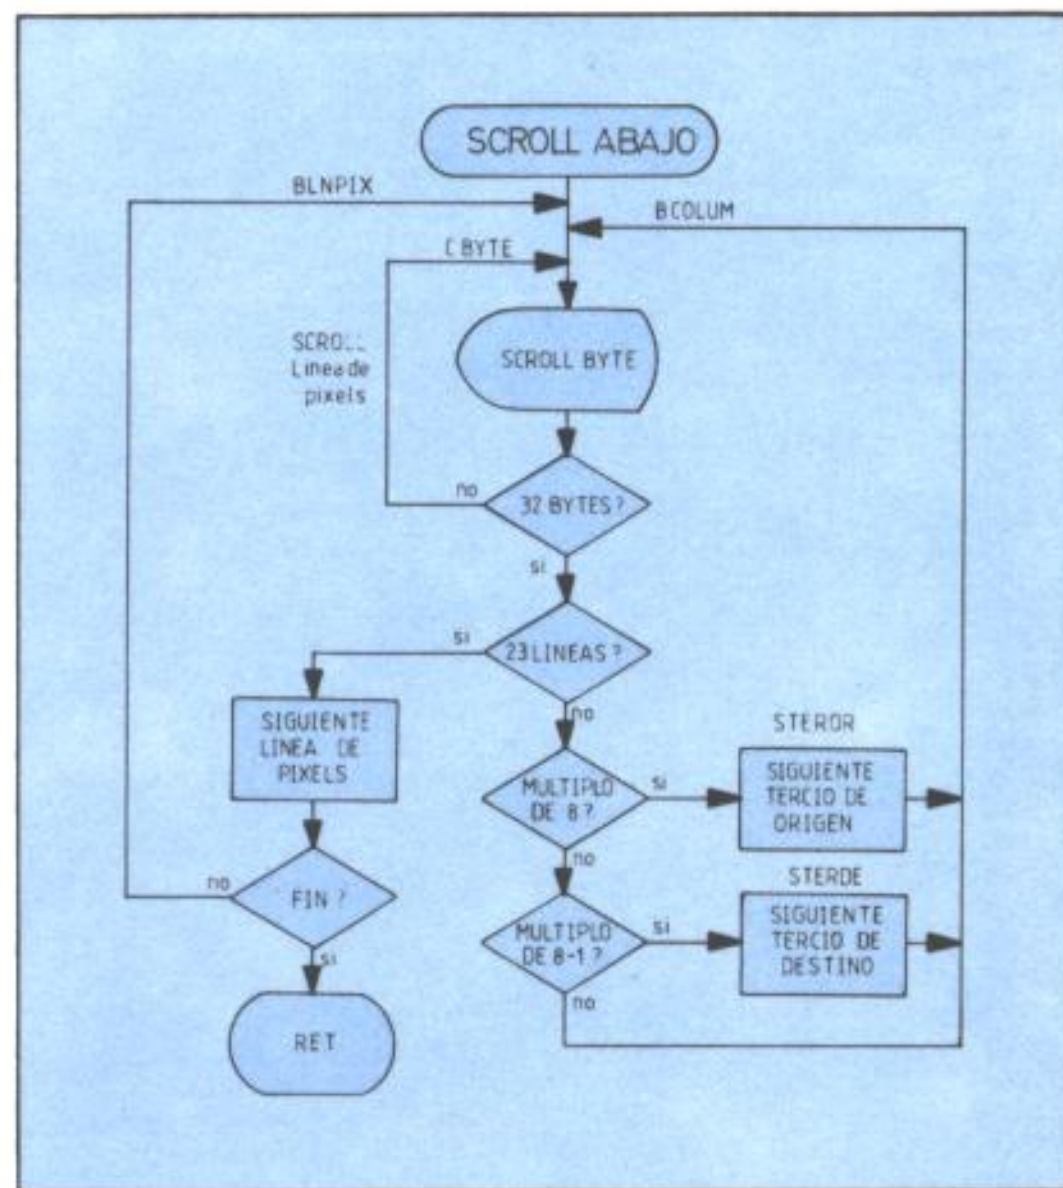 SCROLL ABAJO
BLNPIX
BCOLUM
CBYTE
SCROLL
Linea de
pixels
SCROLL BYTE
no
32 BYTES?
si
si
23 LINEAS?
no
SIGUIENTE
LINEA DE
PIXELS
STEROR
MULTIPLO
DE 8?
si
SIGUIENTE
TERCIO DE
ORIGEN
no
no
FIN?
si
STERDE
MULTIPLO
DE 8-1?
si
SIGUIENTE
TERCIO DE
DESTINO
no
RET